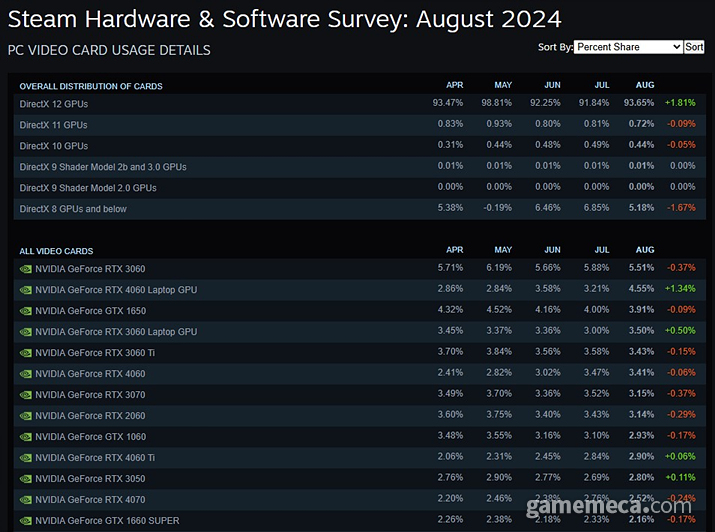 Steam Hardware & Software Survey: August 2024
PC VIDEO CARD USAGE DETAILS
Sort By: Percent Share Sort
OVERALL DISTRIBUTION OF CARDS APR MAY JUN JUL AUG
DirectX 12 GPUs 93.47% 98.81% 92.25% 91.84% 93.65% +1.81%
DirectX 11 GPUs 0.83% 0.93% 0.80% 0.81% 0.72% -0.09%
DirectX 10 GPUs 0.31% 0.44% 0.48% 0.49% 0.44% -0.05%
DirectX 9 Shader Model 2b and 3.0 GPUs 0.01% 0.01% 0.01% 0.01% 0.01% 0.00%
DirectX 9 Shader Model 2.0 GPUs 0.00% 0.00% 0.00% 0.00% 0.00% 0.00%
DirectX 8 GPUs and below 5.38% -0.19% 6.46% 6.85% 5.18% -1.67%
ALL VIDEO CARDS APR MAY JUN JUL AUG
NVIDIA GeForce RTX 3060 5.71% 6.19% 5.66% 5.88% 5.51% -0.37%
NVIDIA GeForce RTX 4060 Laptop GPU 2.86% 2.84% 3.58% 3.21% 4.55% +1.34%
NVIDIA GeForce GTX 1650 4.32% 4.52% 4.16% 4.00% 3.91% -0.09%
NVIDIA GeForce RTX 3060 Laptop GPU 3.45% 3.37% 3.36% 3.00% 3.50% +0.50%
NVIDIA GeForce RTX 3060 Ti 3.70% 3.84% 3.56% 3.58% 3.43% -0.15%
NVIDIA GeForce RTX 4060 2.41% 2.82% 3.02% 3.47% 3.41% -0.06%
NVIDIA GeForce RTX 3070 3.49% 3.70% 3.36% 3.52% 3.15% -0.37%
NVIDIA GeForce RTX 2060 3.60% 3.75% 3.40% 3.43% 3.14% -0.29%
NVIDIA GeForce GTX 1060 3.48% 3.55% 3.16% 3.10% 2.93% -0.17%
NVIDIA GeForce RTX 4060 Ti 2.06% 2.31% 2.45% 2.84% 2.90% +0.06%
NVIDIA GeForce RTX 3050 2.76% 2.90% 2.77% 2.69% 2.80% +0.11%
NVIDIA GeForce RTX 4070 2.20% 2.46% 2.38% 2.76% 2.52% -0.24%
NVIDIA GeForce GTX 1660 SUPER 2.26% 2.38% 2.18% 2.33% 2.16% -0.17%
gamemeca.com